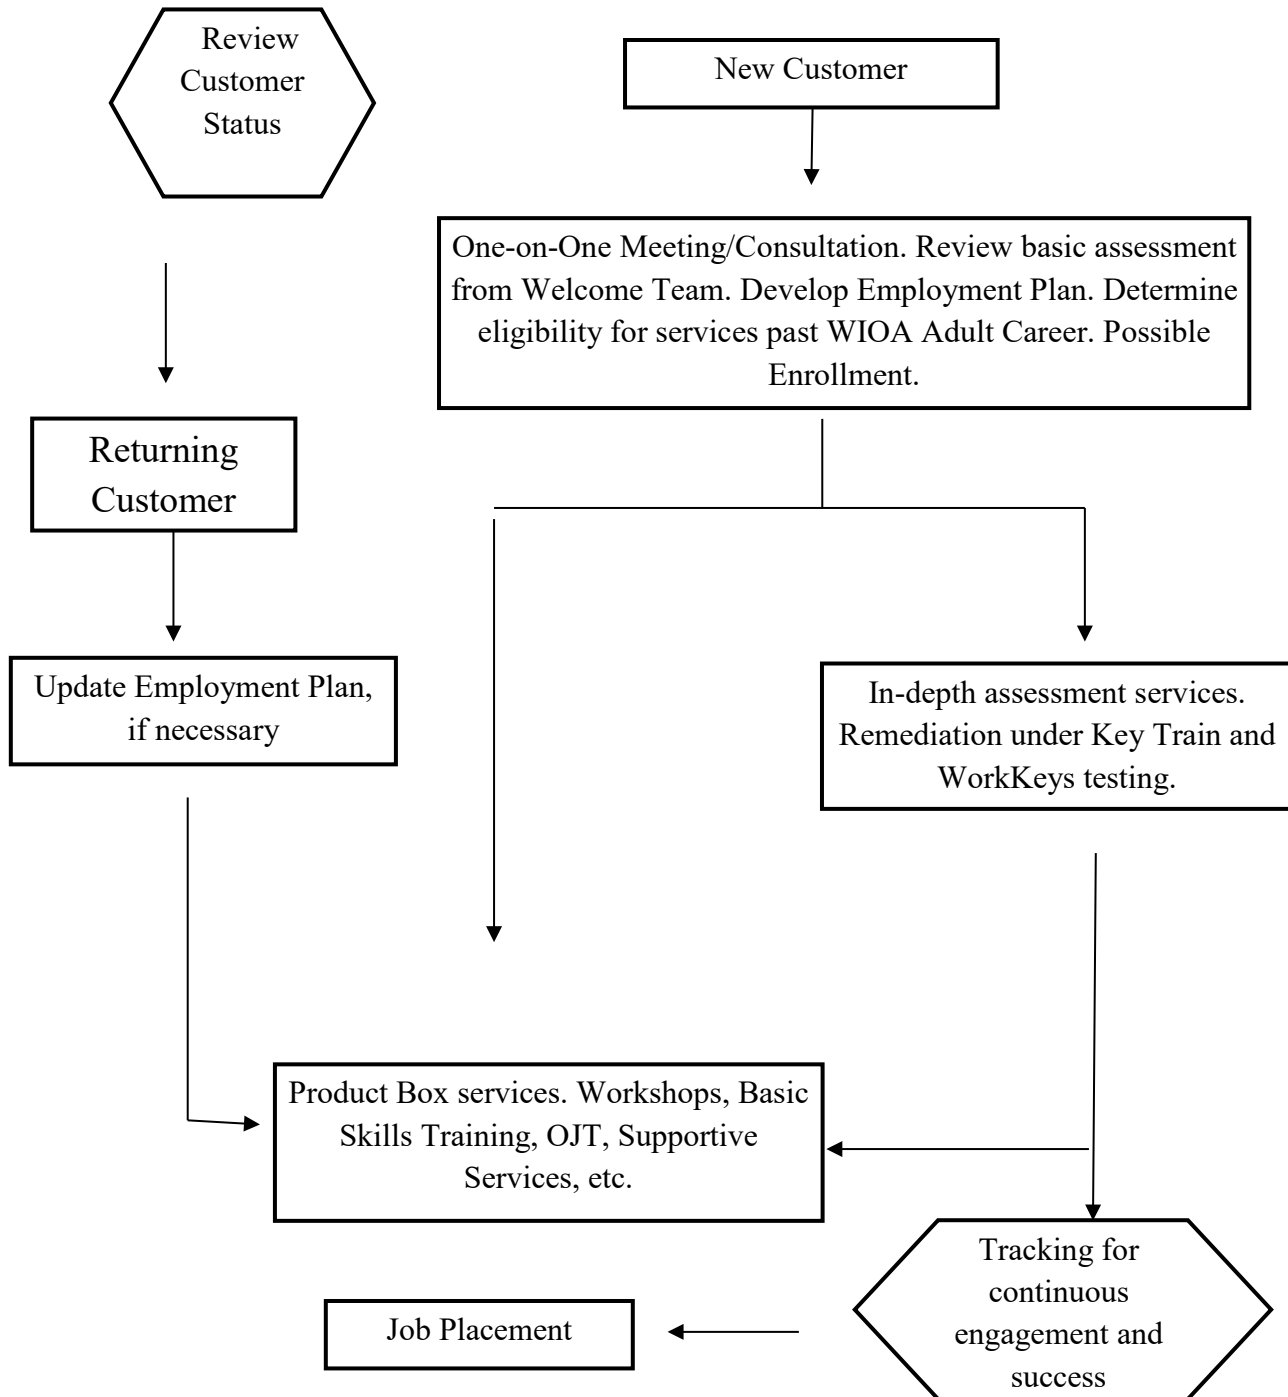 Review
Customer
Status
New Customer
One-on-One Meeting/Consultation. Review basic assessment
from Welcome Team. Develop Employment Plan. Determine
eligibility for services past WIOA Adult Career. Possible
Enrollment.
Returning
Customer
Update Employment Plan,
if necessary
In-depth assessment services.
Remediation under Key Train and
WorkKeys testing.
Product Box services. Workshops, Basic
Skills Training, OJT, Supportive
Services, etc.
Tracking for
continuous
engagement and
success
Job Placement